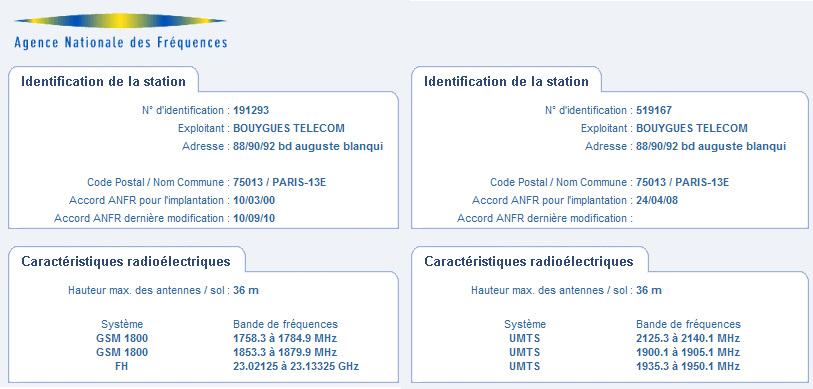 Agence Nationale des Fréquences
Identification de la station
N° d'identification : 191293
Exploitant : BOUYGUES TELECOM
Adresse : 88/90/92 bd auguste blanqui
Code Postal / Nom Commune : 75013 / PARIS-13E
Accord ANFR pour l'implantation : 10/03/00
Accord ANFR dernière modification : 10/09/10
Caractéristiques radioélectriques
Hauteur max. des antennes / sol : 36 m
Système Bande de fréquences
GSM 1800 1758.3 à 1784.9 MHz
GSM 1800 1853.3 à 1879.9 MHz
FH 23.02125 à 23.13325 GHz
Identification de la station
N° d'identification : 519167
Exploitant : BOUYGUES TELECOM
Adresse : 88/90/92 bd auguste blanqui
Code Postal / Nom Commune : 75013 / PARIS-13E
Accord ANFR pour l'implantation : 24/04/08
Accord ANFR dernière modification :
Caractéristiques radioélectriques
Hauteur max. des antennes / sol : 36 m
Système Bande de fréquences
UMTS 2125.3 à 2140.1 MHz
UMTS 1900.1 à 1905.1 MHz
UMTS 1935.3 à 1950.1 MHz